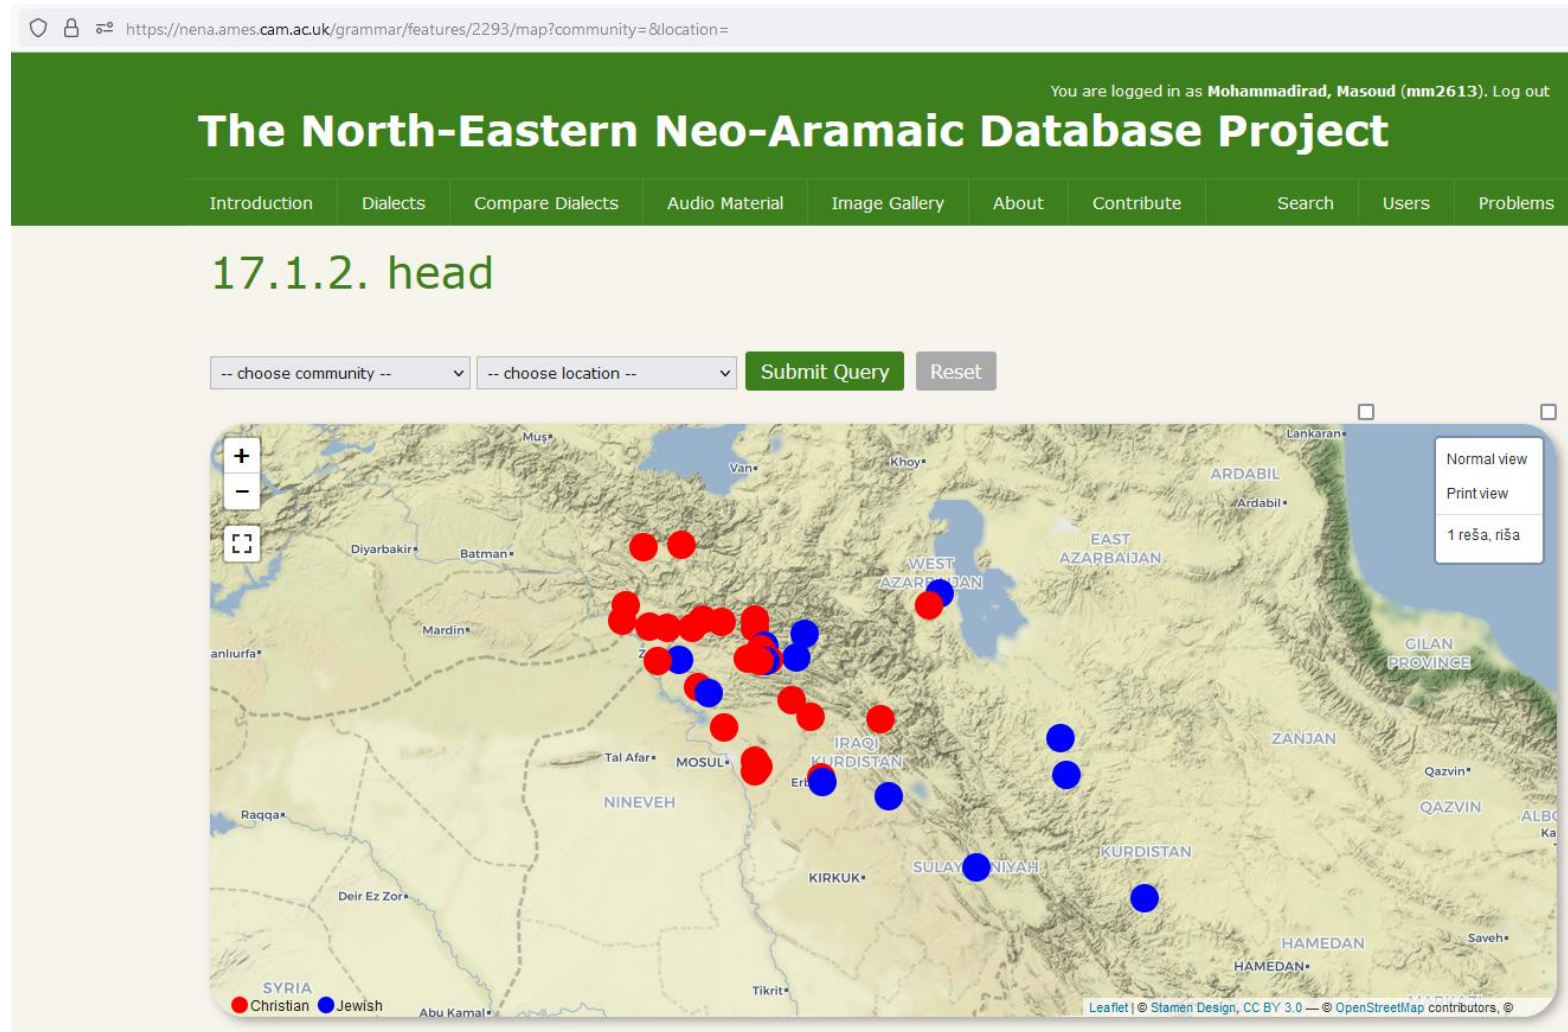 https://nena.ames.cam.ac.uk/grammar/features/2293/map?community=&location=
You are logged in as Mohammadirad, Masoud (mm2613). Log out
The North-Eastern Neo-Aramaic Database Project
Introduction Dialects Compare Dialects Audio Material Image Gallery About Contribute Search Users Problems
17.1.2. head
-- choose community -- -- choose location -- Submit Query Reset
+
−
Normal view
Print view
1 reša, riša
Muş
Van
Khoy
Lankaran
ARDABIL
Ardabil
Diyarbakir
Batman
EAST
AZARBAIJAN
WEST
Mardin
GILAN
PROVINCE
IRAQI
KURDISTAN
ZANJAN
Tal Afar
MOSUL
Qazvin
NINEVEH
QAZVIN
Raqqa
KURDISTAN
KIRKUK
Deir Ez Zor
HAMEDAN
Saveh
HAMEDAN
SYRIA
Tikrit
Christian Jewish
Abu Kamal
Leaflet | © Stamen Design, CC BY 3.0 — © OpenStreetMap contributors, ©